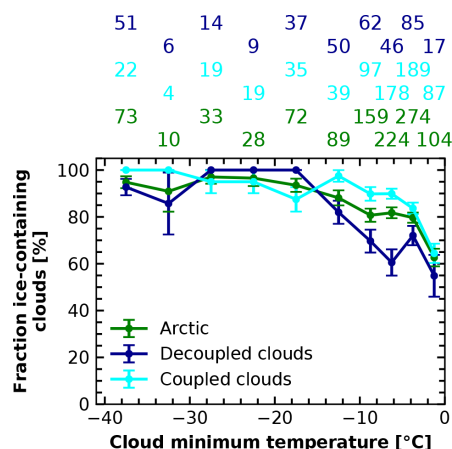 51 14 37 62 85
6 9 50 46 17
22 19 35 97 189
4 19 39 178 87
73 33 72 159 274
10 28 89 224 104
100
80
60
40
20
0
Fraction ice-containing
clouds [%]
Arctic
Decoupled clouds
Coupled clouds
−40 −30 −20 −10 0
Cloud minimum temperature [°C]